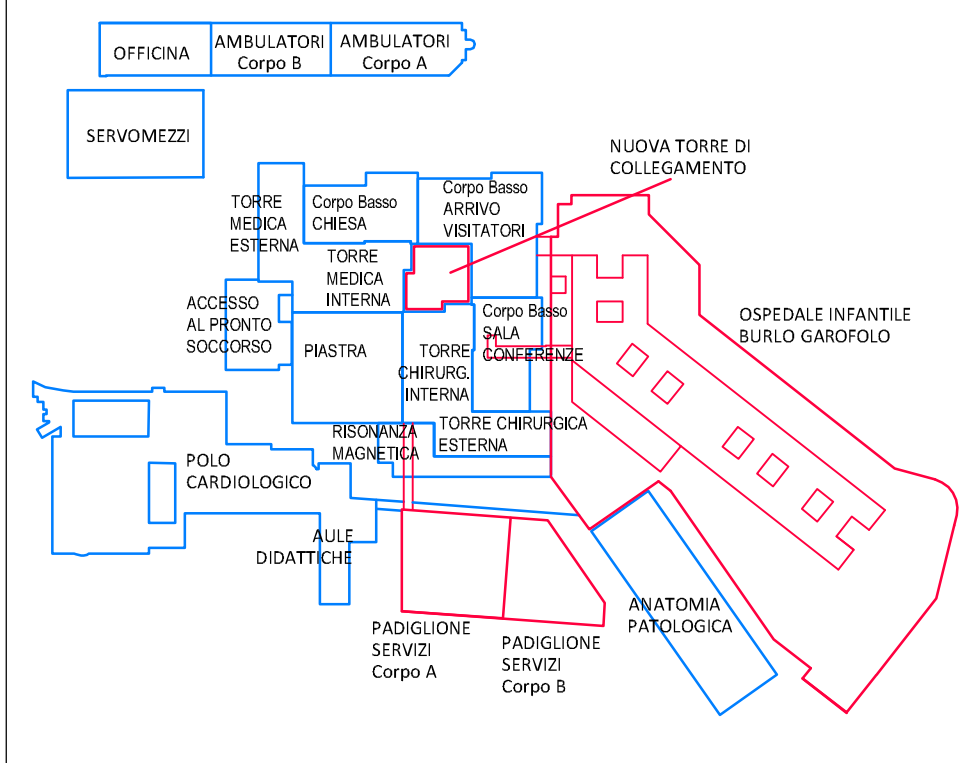 OFFICINA
AMBULATORI
Corpo B
AMBULATORI
Corpo A
SERVOMEZZI
NUOVA TORRE DI
COLLEGAMENTO
TORRE
MEDICA
ESTERNA
Corpo Basso
CHIESA
Corpo Basso
ARRIVO
VISITATORI
TORRE
MEDICA
INTERNA
ACCESSO
AL PRONTO
SOCCORSO
PIASTRA
TORRE
CHIRURG.
INTERNA
Corpo Basso
SALA
CONFERENZE
OSPEDALE INFANTILE
BURLO GAROFOLO
RISONANZA
MAGNETICA
TORRE CHIRURGICA
ESTERNA
POLO
CARDIOLOGICO
AULE
DIDATTICHE
PADIGLIONE
SERVIZI
Corpo A
PADIGLIONE
SERVIZI
Corpo B
ANATOMIA
PATOLOGICA